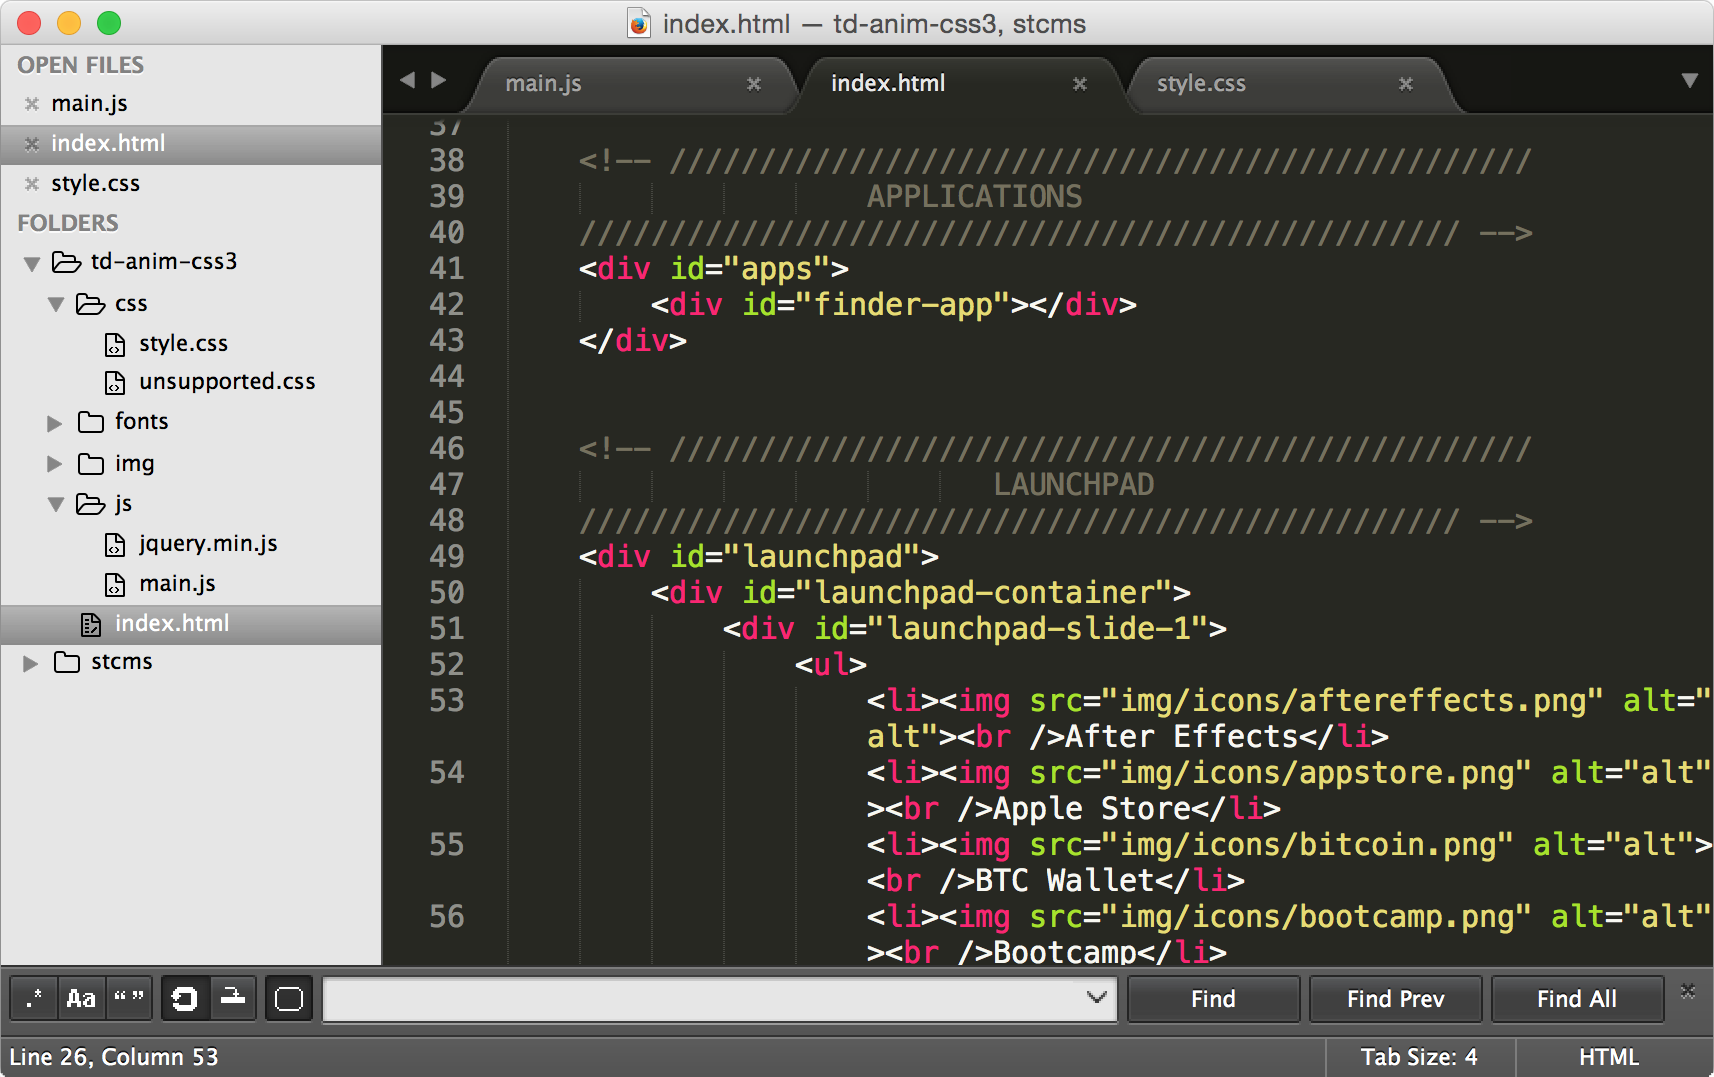 index.html — td-anim-css3, stcms
OPEN FILES
main.js
index.html
style.css
FOLDERS
td-anim-css3
css
style.css
unsupported.css
fonts
img
js
jquery.min.js
main.js
index.html
stcms
main.js index.html style.css
37
38 <!-- ////////////////////////////////////////////////
39 APPLICATIONS
40 ///////////////////////////////////////////////// -->
41 <div id="apps">
42 <div id="finder-app"></div>
43 </div>
44
45
46 <!-- ////////////////////////////////////////////////
47 LAUNCHPAD
48 ///////////////////////////////////////////////// -->
49 <div id="launchpad">
50 <div id="launchpad-container">
51 <div id="launchpad-slide-1">
52 <ul>
53 <li><img src="img/icons/aftereffects.png" alt="
alt"><br />After Effects</li>
54 <li><img src="img/icons/appstore.png" alt="alt"
><br />Apple Store</li>
55 <li><img src="img/icons/bitcoin.png" alt="alt">
<br />BTC Wallet</li>
56 <li><img src="img/icons/bootcamp.png" alt="alt"
><br />Bootcamp</li>
.* Aa “” Find Find Prev Find All
Line 26, Column 53 Tab Size: 4 HTML